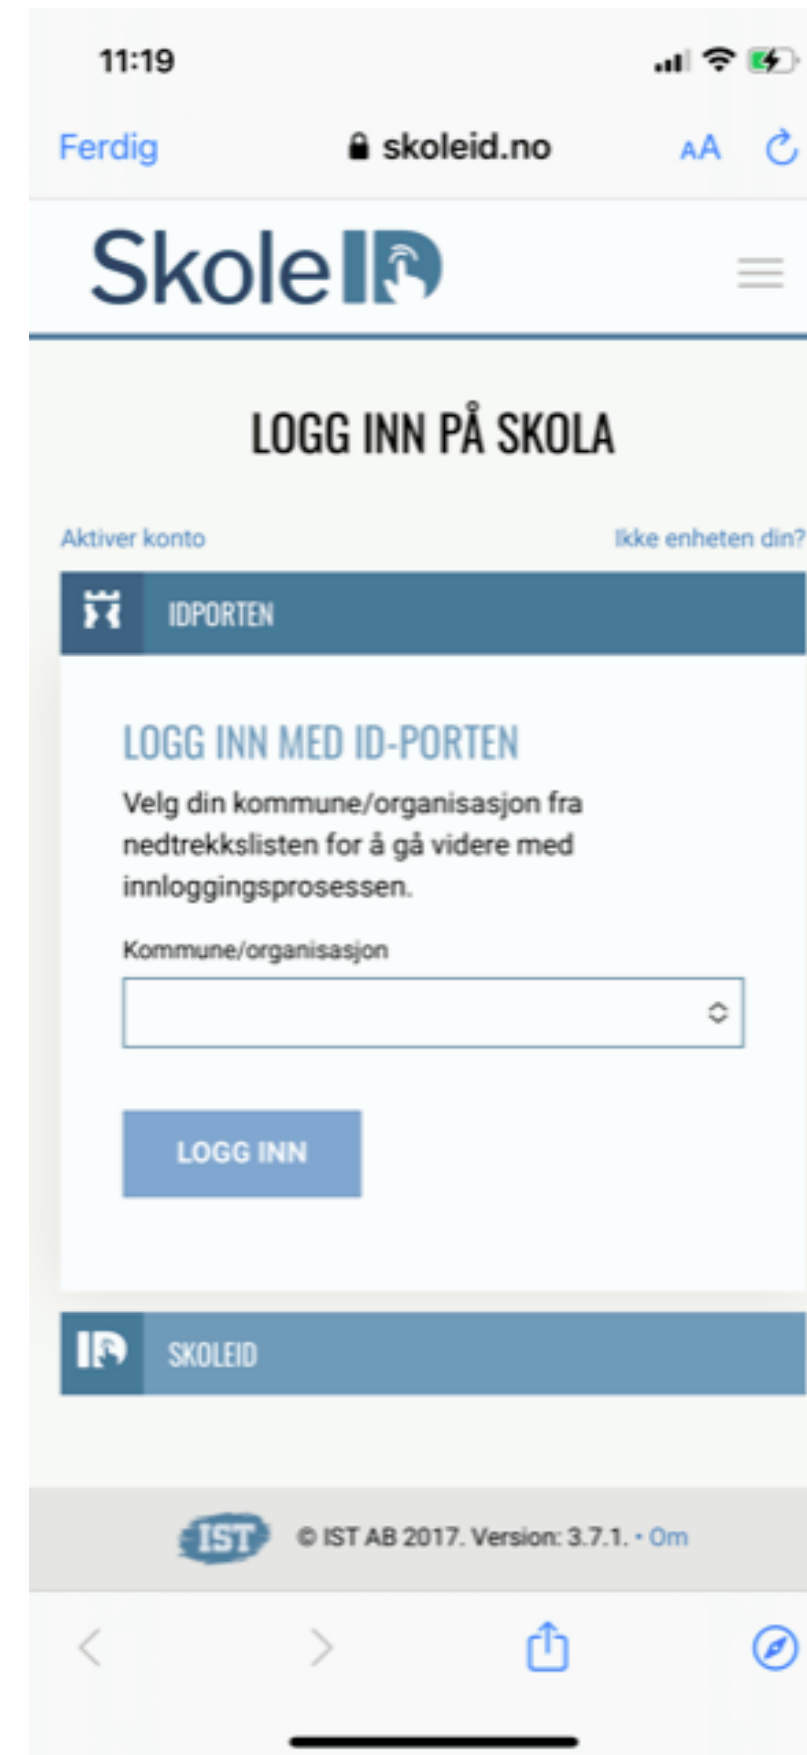 11:19
Ferdig
skoleid.no
AA
SkoleID
LOGG INN PÅ SKOLA
Aktiver konto
Ikke enheten din?
IDPORTEN
LOGG INN MED ID-PORTEN
Velg din kommune/organisasjon fra
nedtrekkslisten for å gå videre med
innloggingsprosessen.
Kommune/organisasjon
LOGG INN
ID
SKOLEID
IST
© IST AB 2017. Version: 3.7.1. • Om